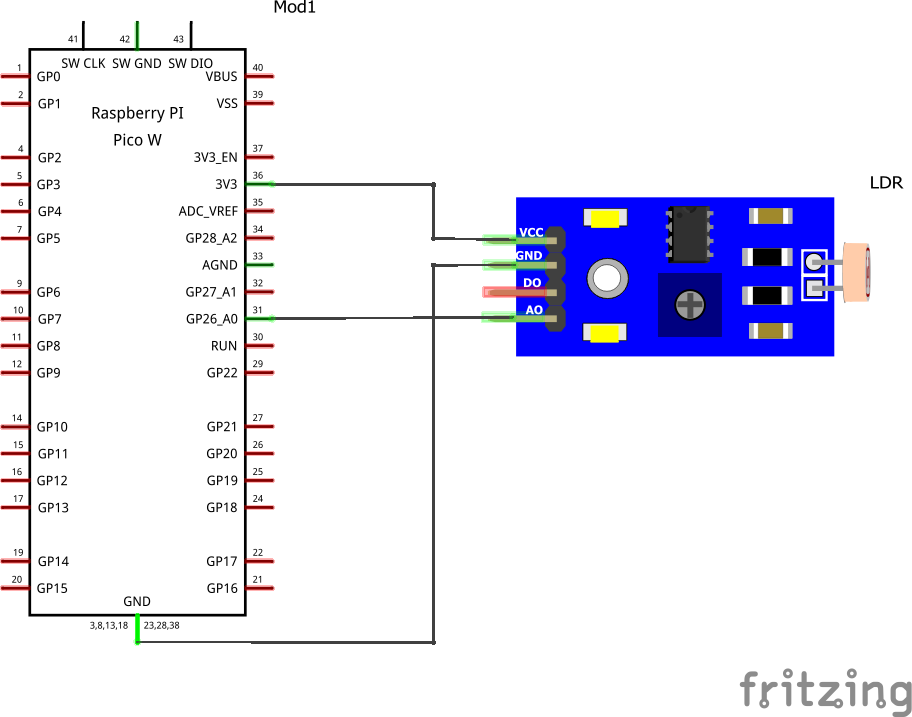 Mod1
41 42 43
SW CLK SW GND SW DIO
1 GP0 VBUS 40
2 GP1 VSS 39
Raspberry PI
Pico W
4 GP2 3V3_EN 37
5 GP3 3V3 36
6 GP4 ADC_VREF 35
7 GP5 GP28_A2 34
AGND 33
9 GP6 GP27_A1 32
10 GP7 GP26_A0 31
11 GP8 RUN 30
12 GP9 GP22 29
14 GP10 GP21 27
15 GP11 GP20 26
16 GP12 GP19 25
17 GP13 GP18 24
19 GP14 GP17 22
20 GP15 GP16 21
GND
3,8,13,18 23,28,38
LDR
VCC
GND
DO
AO
fritzing